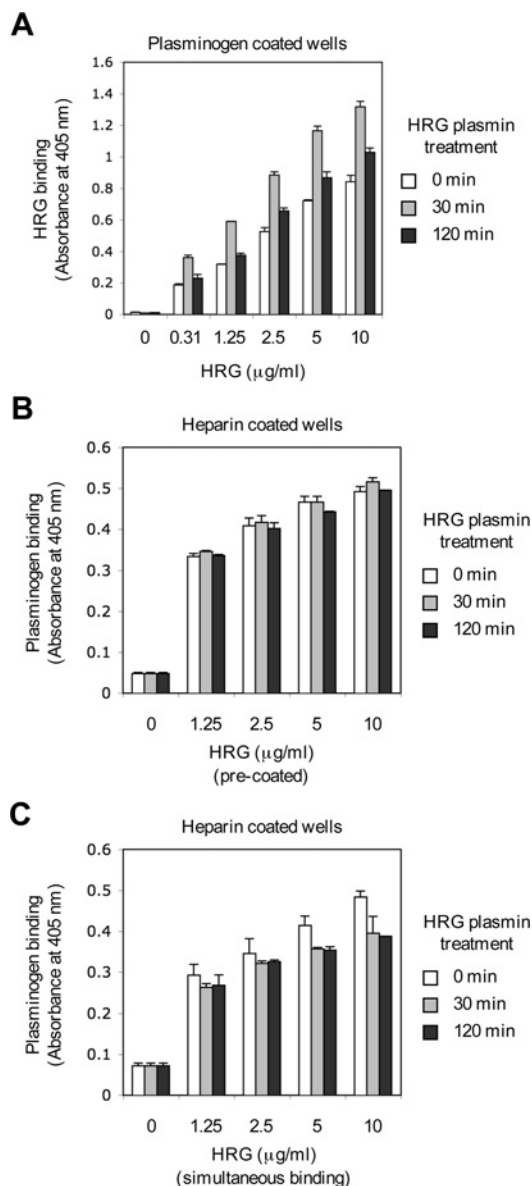 A
Plasminogen coated wells
HRG binding
(Absorbance at 405 nm)
1.6
1.4
1.2
1
0.8
0.6
0.4
0.2
0
0 0.31 1.25 2.5 5 10
HRG (µg/ml)
HRG plasmin
treatment
0 min
30 min
120 min
B
Heparin coated wells
Plasminogen binding
(Absorbance at 405 nm)
0.6
0.5
0.4
0.3
0.1
0
0 1.25 2.5 5 10
HRG (µg/ml)
(pre-coated)
HRG plasmin
treatment
0 min
30 min
120 min
C
Heparin coated wells
Plasminogen binding
(Absorbance at 405 nm)
0.6
0.5
0.4
0.3
0.1
0
0 1.25 2.5 5 10
HRG (µg/ml)
(simultaneous binding)
HRG plasmin
treatment
0 min
30 min
120 min